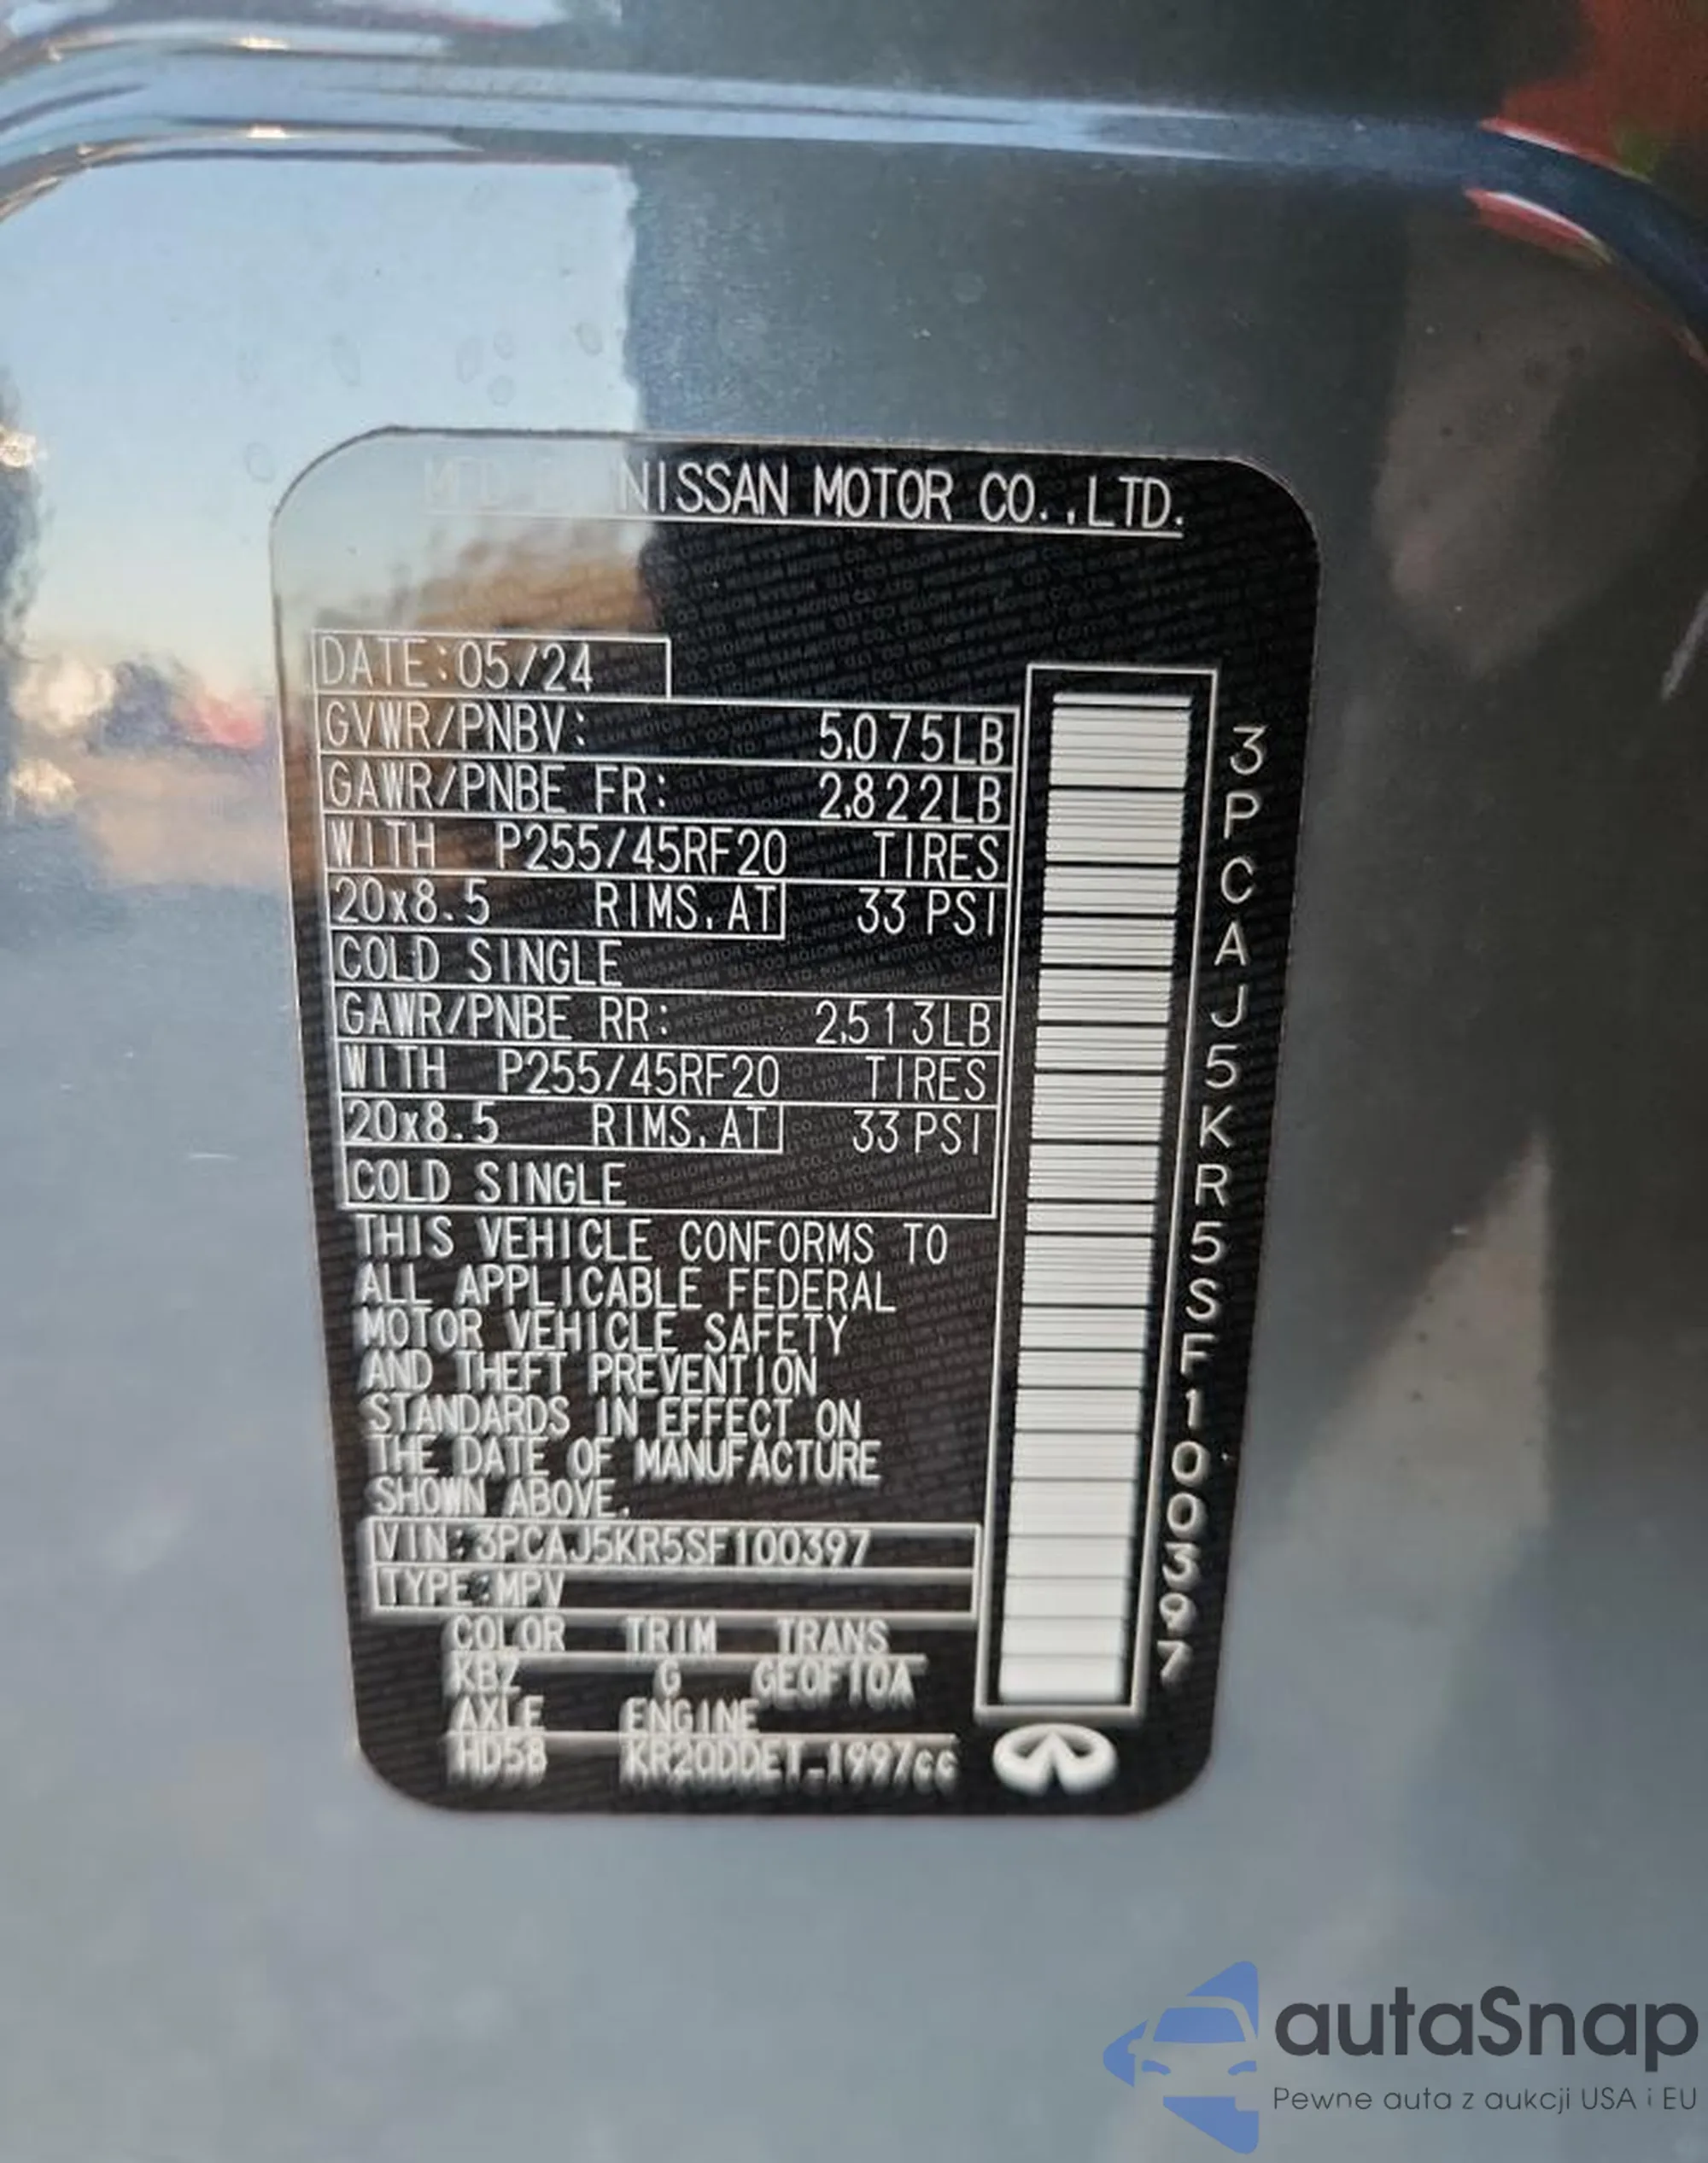 NISSAN MOTOR CO.,LTD.
DATE:05/24
GVWR/PNBV: 5,075LB
GAWR/PNBE FR: 2,822LB
WITH P255/45RF20 TIRES
20x8.5 RIMS,AT 33 PSI
COLD SINGLE
GAWR/PNBE RR: 2,513LB
WITH P255/45RF20 TIRES
20x8.5 RIMS,AT 33 PSI
COLD SINGLE
THIS VEHICLE CONFORMS TO
ALL APPLICABLE FEDERAL
MOTOR VEHICLE SAFETY
AND THEFT PREVENTION
STANDARDS IN EFFECT ON
THE DATE OF MANUFACTURE
SHOWN ABOVE.
VIN:3PCAJ5KR5SF100397
TYPE:MPV
COLOR TRIM TRANS
KBZ G GE0F10A
AXLE ENGINE
HD58 KR20DDET_1997cc
3PCAJ5KR5SF100397
autaSnap
Pewne auta z aukcji USA i EU